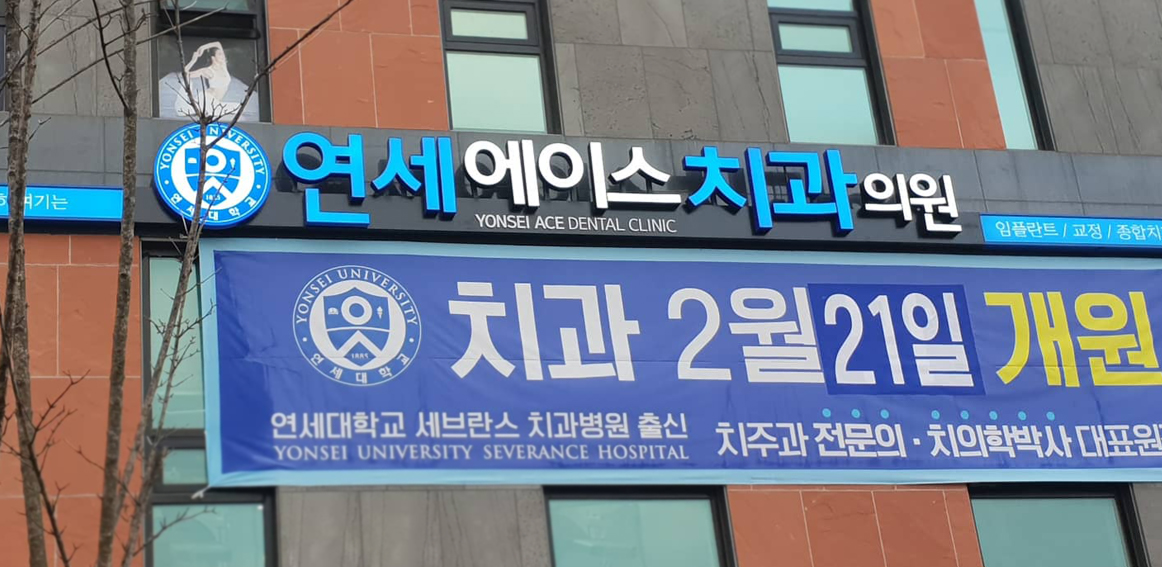 YONSEI UNIVERSITY
연세대학교
연세에이스치과의원
YONSEI ACE DENTAL CLINIC
여기는
임플란트 / 교정 / 종합치
YONSEI UNIVERSITY
1885
연세대학교
치과 2월 21일 개원
연세대학교 세브란스 치과병원 출신
YONSEI UNIVERSITY SEVERANCE HOSPITAL
치주과 전문의 · 치의학박사 대표원